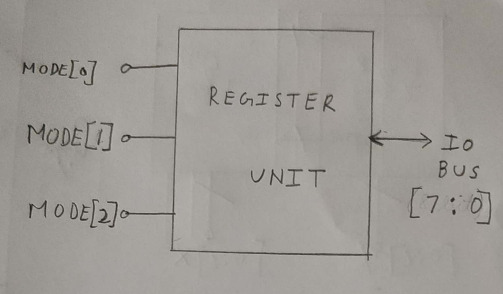 MODE[0]
MODE[1]
MODE[2]
REGISTER
UNIT
IO
BUS
[7:0]